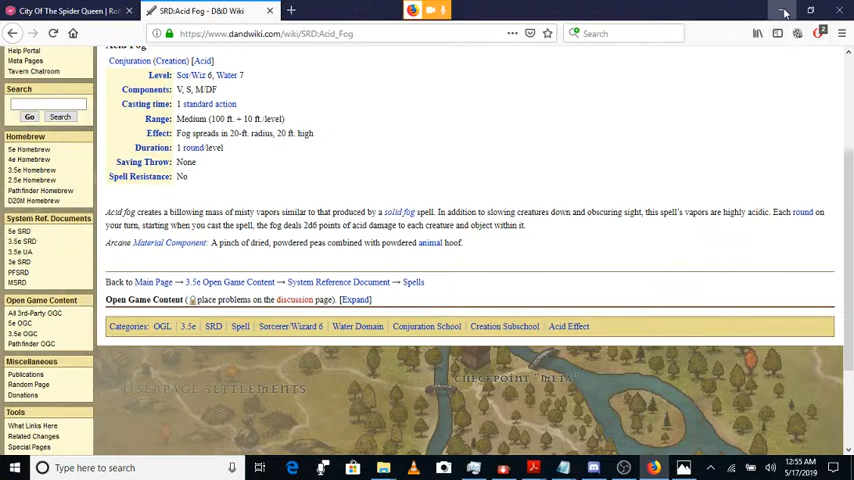 City Of The Spider Queen | Roll
SRD:Acid Fog - D&D Wiki
https://www.dandwiki.com/wiki/SRD:Acid_Fog
Search
Help Portal
Meta Pages
Tavern Chatroom
Search
Go Search
Homebrew
5e Homebrew
4e Homebrew
3.5e Homebrew
2.5e Homebrew
Pathfinder Homebrew
D20M Homebrew
System Ref. Documents
5e SRD
3.5e SRD
3.5e UA
3e SRD
PFSRD
MSRD
Open Game Content
All 3rd-Party OGC
5e OGC
3.5e OGC
Pathfinder OGC
Miscellaneous
Publications
Random Page
Donations
Tools
What Links Here
Related Changes
Special Pages
Acid Fog
Conjuration (Creation) [Acid]
Level: Sor/Wiz 6, Water 7
Components: V, S, M/DF
Casting time: 1 standard action
Range: Medium (100 ft. + 10 ft./level)
Effect: Fog spreads in 20-ft. radius, 20 ft. high
Duration: 1 round/level
Saving Throw: None
Spell Resistance: No
Acid fog creates a billowing mass of misty vapors similar to that produced by a solid fog spell. In addition to slowing creatures down and obscuring sight, this spell's vapors are highly acidic. Each round on
your turn, starting when you cast the spell, the fog deals 2d6 points of acid damage to each creature and object within it.
Arcane Material Component: A pinch of dried, powdered peas combined with powdered animal hoof.
Back to Main Page → 3.5e Open Game Content → System Reference Document → Spells
Open Game Content (place problems on the discussion page). [Expand]
Categories: OGL | 3.5e | SRD | Spell | Sorcerer/Wizard 6 | Water Domain | Conjuration School | Creation Subschool | Acid Effect
USERPAGE SETTLEMENTS
CHECKPOINT "META"
Type here to search
12:55 AM
5/17/2019